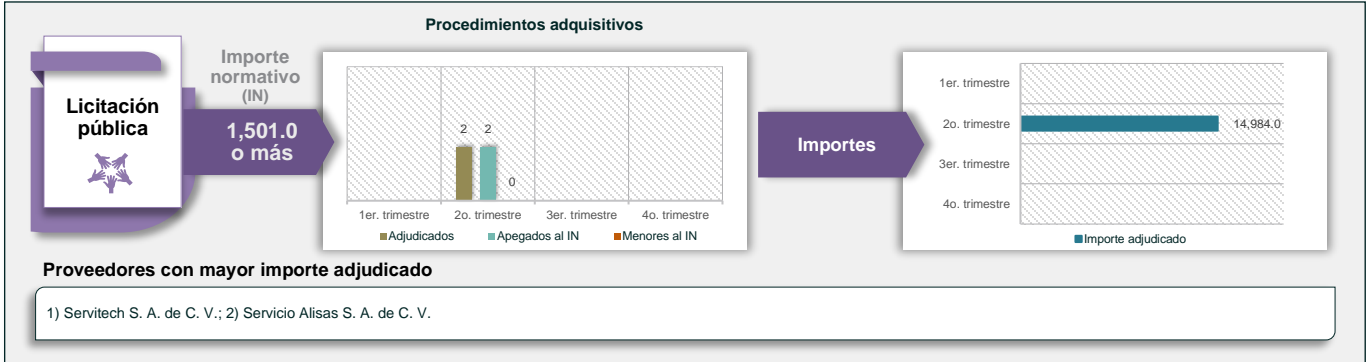 Procedimientos adquisitivos
Licitación
pública
Importe
normativo
(IN)
1,501.0
o más
2
2
0
1er. trimestre
2o. trimestre
3er. trimestre
4o. trimestre
Adjudicados
Apegados al IN
Menores al IN
Importes
1er. trimestre
2o. trimestre
14,984.0
3er. trimestre
4o. trimestre
Importe adjudicado
Proveedores con mayor importe adjudicado
1) Servitech S. A. de C. V.; 2) Servicio Alisas S. A. de C. V.